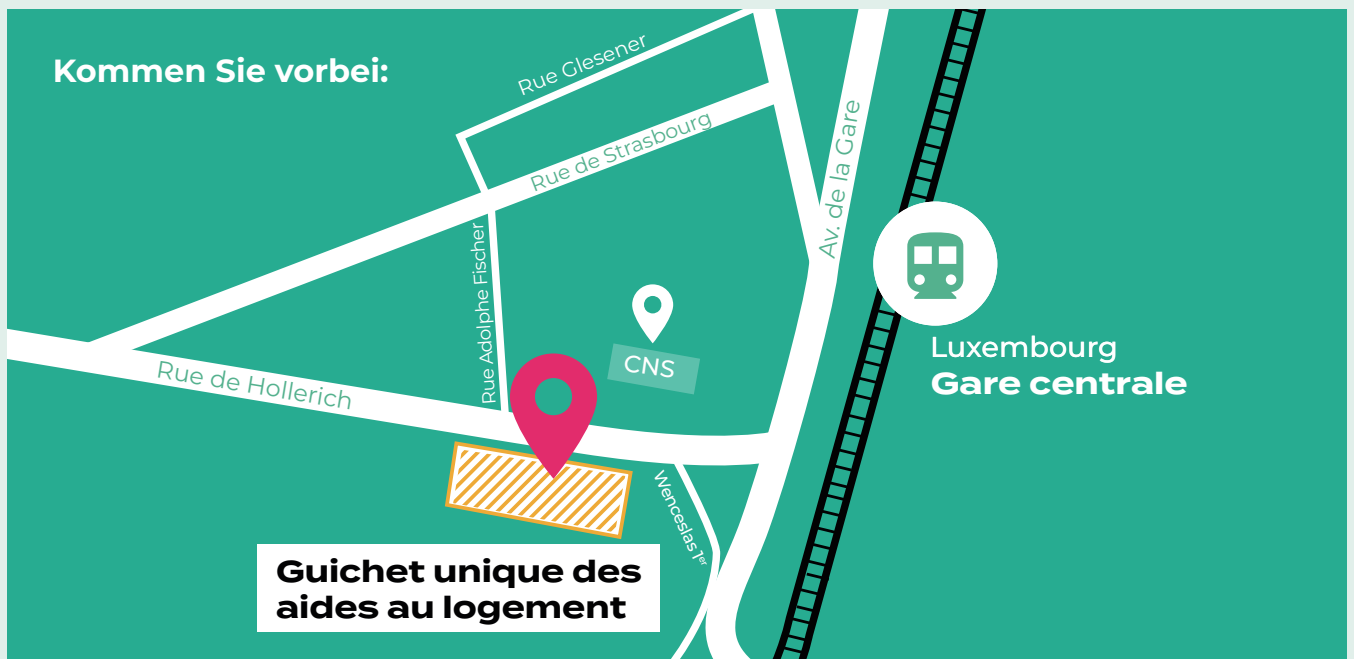 Kommen Sie vorbei:
Rue Glesener
Rue de Strasbourg
Av. de la Gare
Rue Adolphe Fischer
CNS
Luxembourg
Gare centrale
Rue de Hollerich
Wenceslas 1er
Guichet unique des
aides au logement